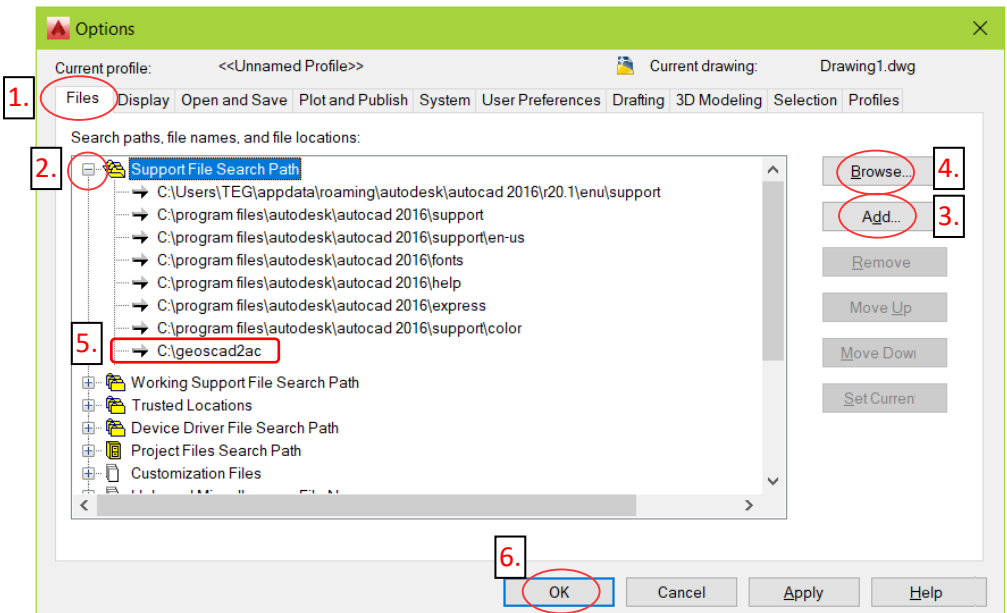 Options
Current profile: <<Unnamed Profile>> Current drawing: Drawing1.dwg
1.
Files Display Open and Save Plot and Publish System User Preferences Drafting 3D Modeling Selection Profiles
Search paths, file names, and file locations:
2.
Support File Search Path
C:\Users\TEG\appdata\roaming\autodesk\autocad 2016\r20.1\enu\support
C:\program files\autodesk\autocad 2016\support
C:\program files\autodesk\autocad 2016\support\en-us
C:\program files\autodesk\autocad 2016\fonts
C:\program files\autodesk\autocad 2016\help
C:\program files\autodesk\autocad 2016\express
C:\program files\autodesk\autocad 2016\support\color
5.
C:\geoscad2ac
Working Support File Search Path
Trusted Locations
Device Driver File Search Path
Project Files Search Path
Customization Files
Browse... 4.
Add... 3.
Remove
Move Up
Move Dow
Set Curren
6.
OK Cancel Apply Help